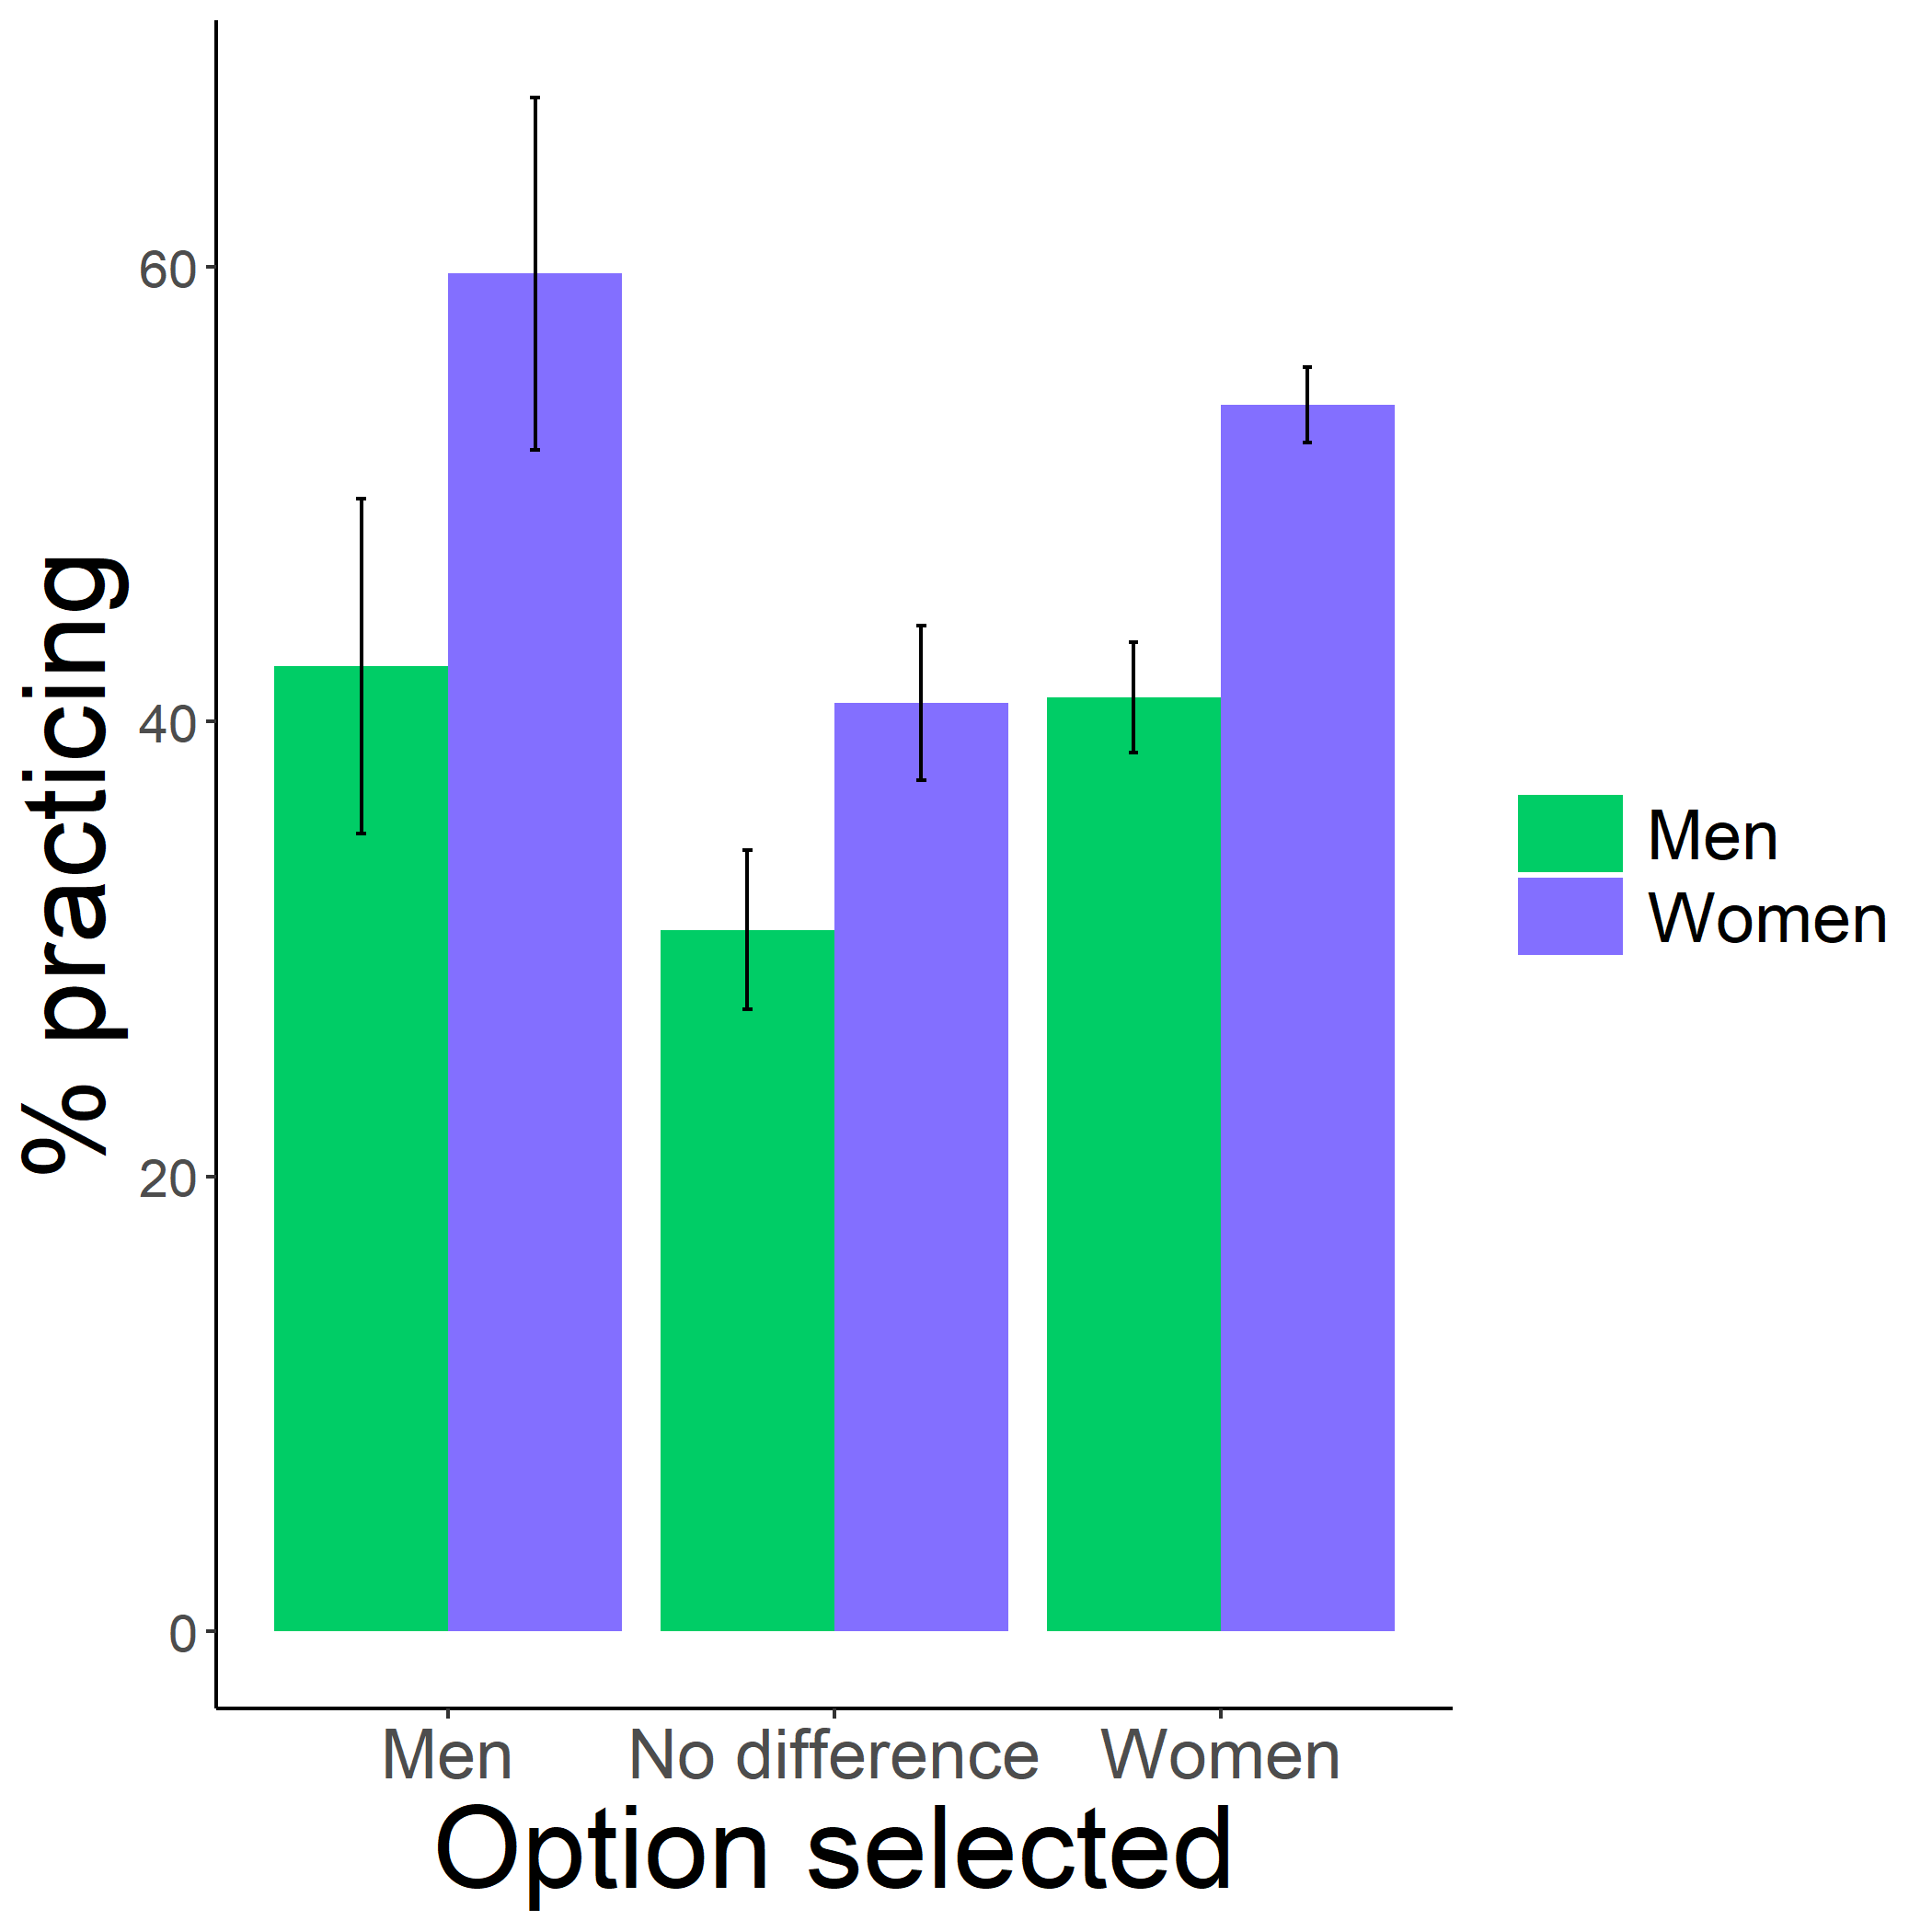 % practicing
60
40
20
0
Men
No difference
Women
Option selected
Men
Women